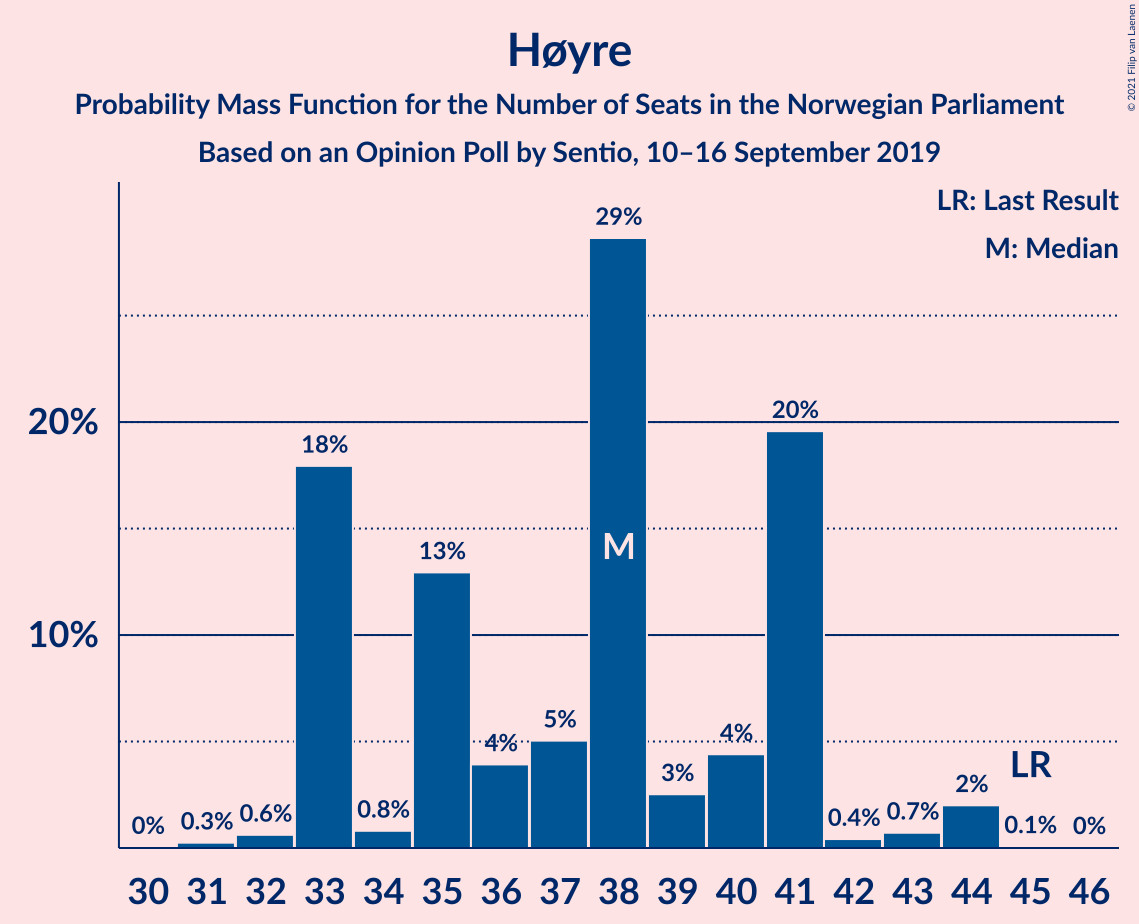 Høyre
Probability Mass Function for the Number of Seats in the Norwegian Parliament
Based on an Opinion Poll by Sentio, 10–16 September 2019
© 2021 Filip van Laenen
LR: Last Result
M: Median
20%
10%
0%
0.3%
0.6%
18%
0.8%
13%
4%
5%
29%
M
3%
4%
20%
0.4%
0.7%
2%
LR
0.1%
0%
30 31 32 33 34 35 36 37 38 39 40 41 42 43 44 45 46